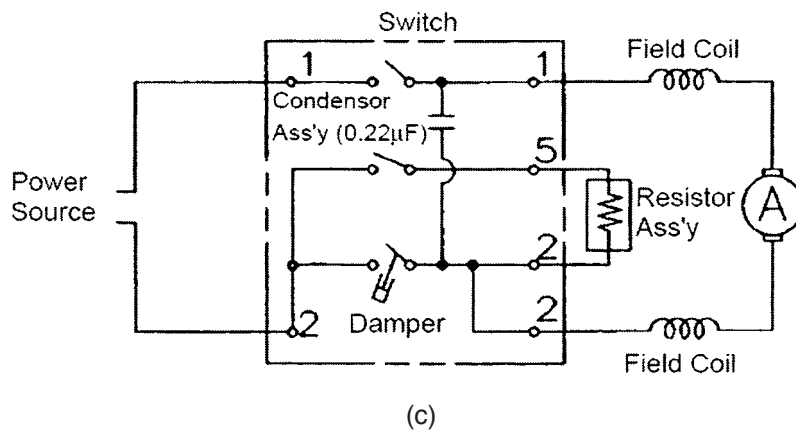 Switch
Field Coil
1
1
Condensor
Ass'y (0.22μF)
5
Power
Source
Resistor
Ass'y
A
2
2
2
Damper
Field Coil
(c)